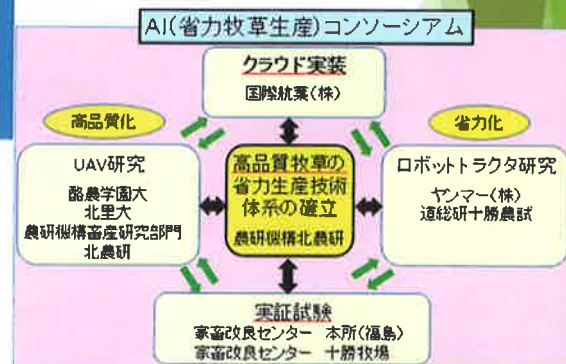 AI(省力牧草生産)コンソーシアム
クラウド実装
国際航業(株)
高品質化
省力化
UAV研究
酪農学園大
北里大
農研機構畜産研究部門
北農研
高品質牧草の
省力生産技術
体系の確立
農研機構北農研
ロボットトラクタ研究
ヤンマー(株)
道総研十勝農試
実証試験
家畜改良センター 本所(福島)
家畜改良センター 十勝牧場